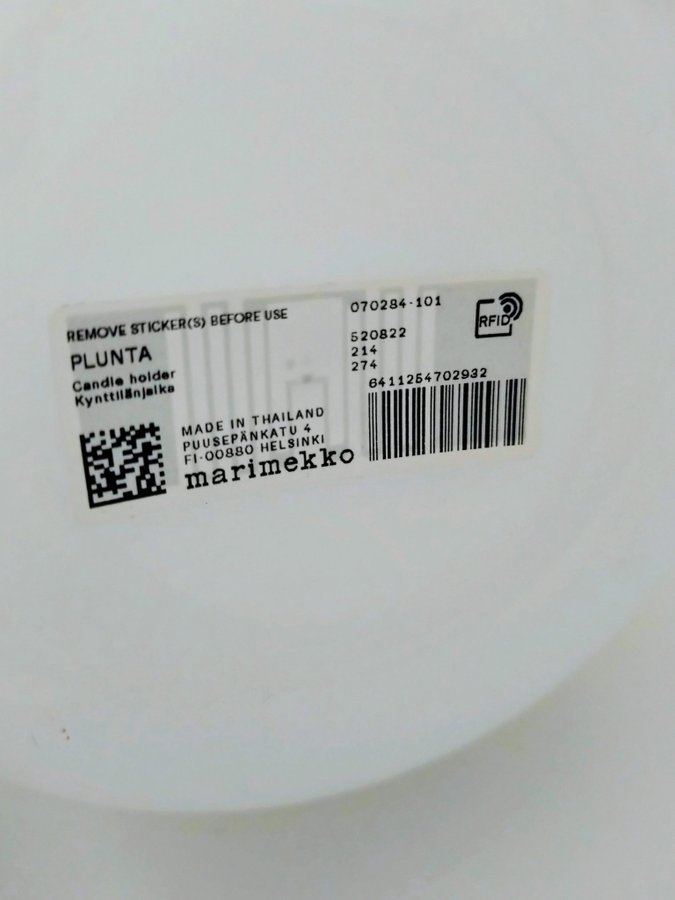 REMOVE STICKER(S) BEFORE USE
PLUNTA
Candle holder
Kynttilänjalka
MADE IN THAILAND
PUUSEPÄNKATU 4
FI-00880 HELSINKI
marimekko
070284-101
520822
214
274
6411254702932
RFID